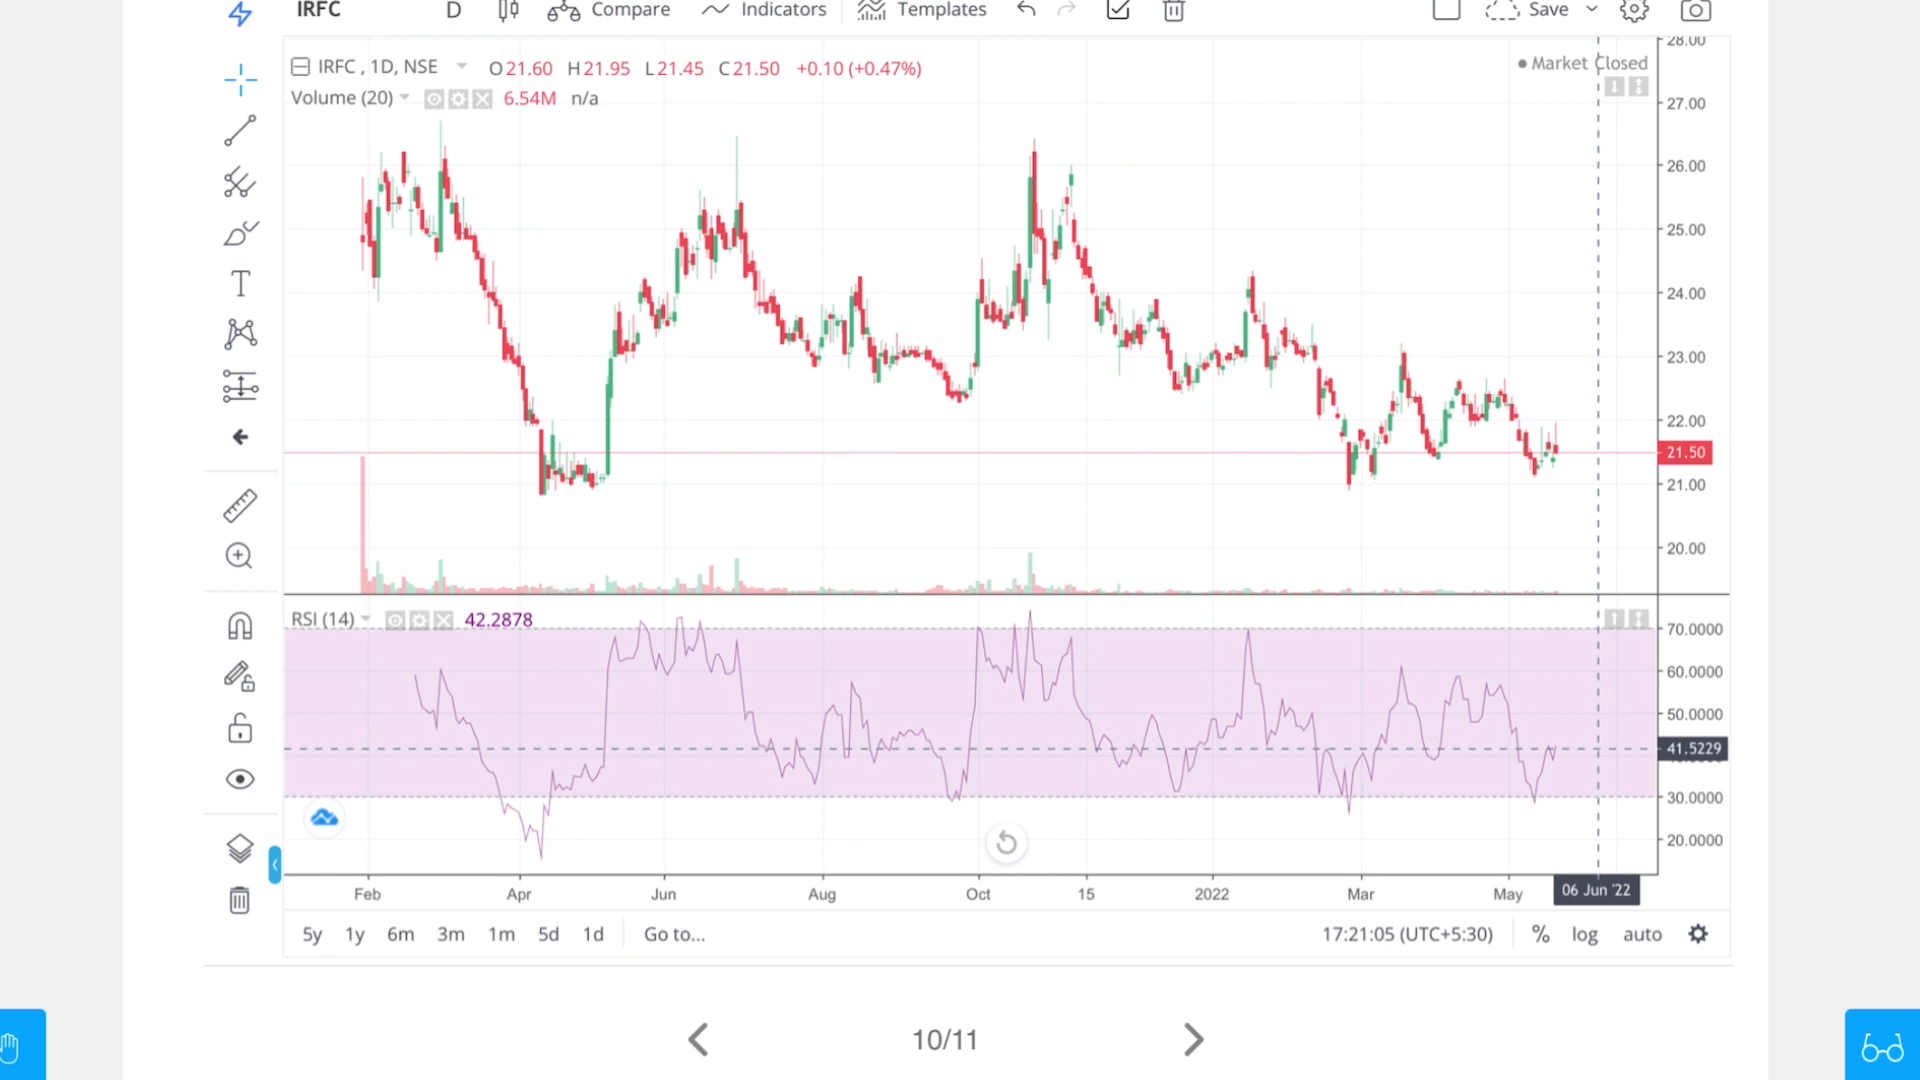 IRFC D Compare Indicators Templates Save
IRFC , 1D, NSE O21.60 H21.95 L21.45 C21.50 +0.10 (+0.47%)
Market Closed
Volume (20) 6.54M n/a
28.00
27.00
26.00
25.00
24.00
23.00
22.00
21.50
21.00
20.00
RSI (14) 42.2878
70.0000
60.0000
50.0000
41.5229
30.0000
20.0000
Feb Apr Jun Aug Oct 15 2022 Mar May 06 Jun '22
5y 1y 6m 3m 1m 5d 1d Go to... 17:21:05 (UTC+5:30) % log auto
10/11